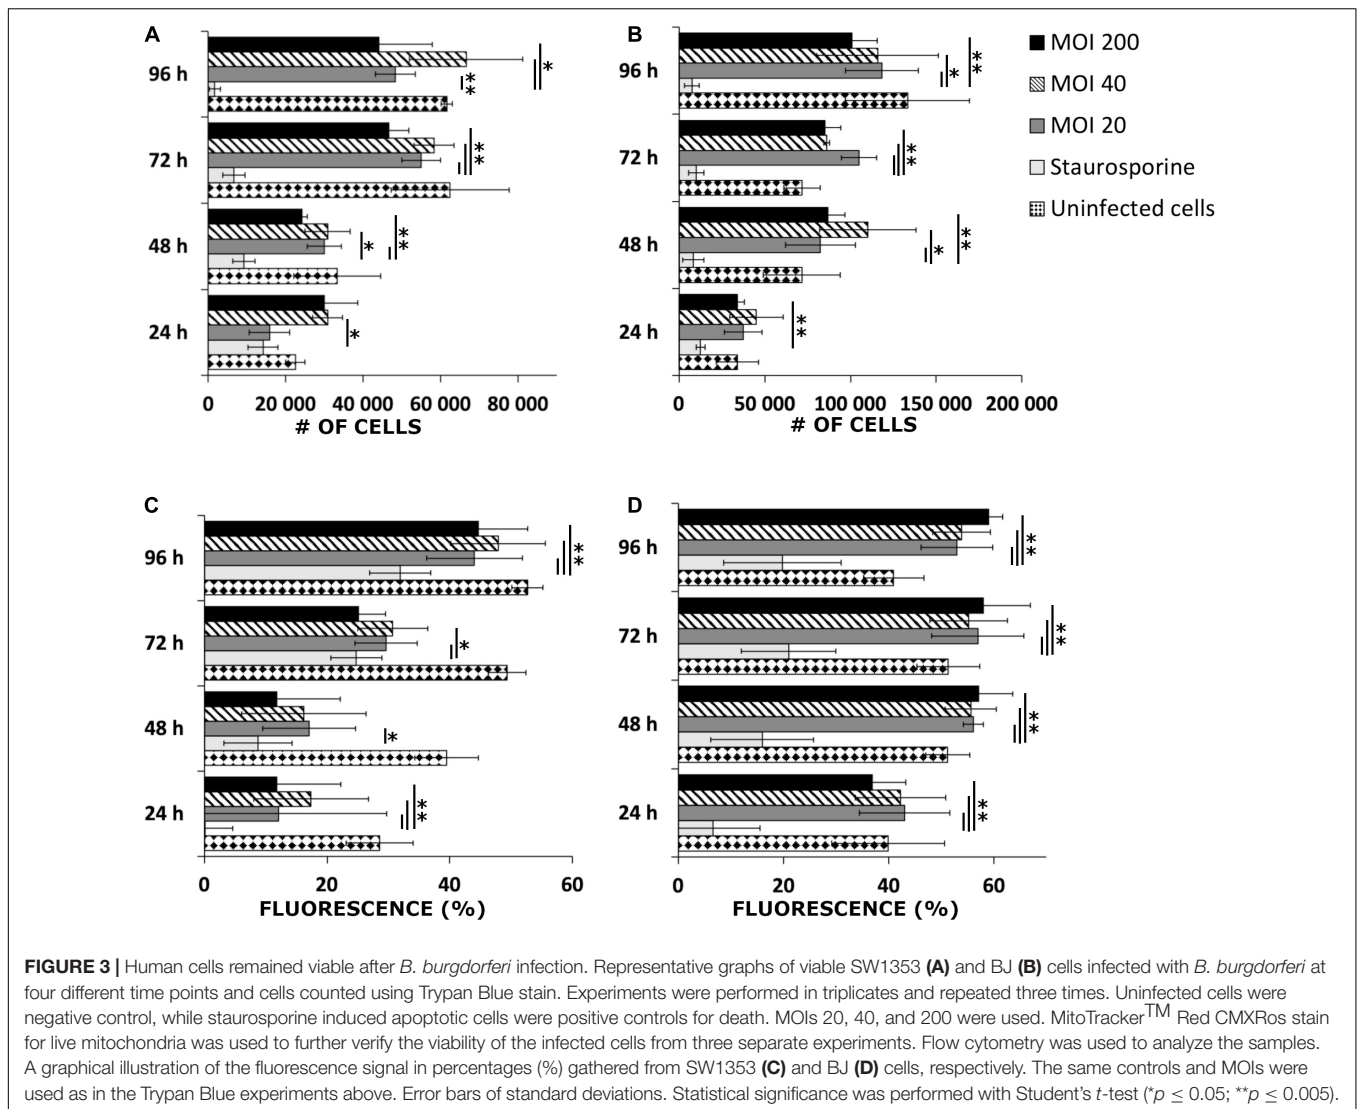 A
96 h
*
**
72 h
**
48 h
*
**
24 h
*
0 20 000 40 000 60 000 80 000
# OF CELLS
B
96 h
*
**
72 h
**
48 h
*
**
24 h
**
0 50 000 100 000 150 000 200 000
# OF CELLS
MOI 200
MOI 40
MOI 20
Staurosporine
Uninfected cells
C
96 h
**
72 h
*
48 h
*
24 h
**
0 20 40 60
FLUORESCENCE (%)
D
96 h
**
72 h
**
48 h
**
24 h
**
0 20 40 60
FLUORESCENCE (%)
FIGURE 3 | Human cells remained viable after B. burgdorferi infection. Representative graphs of viable SW1353 (A) and BJ (B) cells infected with B. burgdorferi at
four different time points and cells counted using Trypan Blue stain. Experiments were performed in triplicates and repeated three times. Uninfected cells were
negative control, while staurosporine induced apoptotic cells were positive controls for death. MOIs 20, 40, and 200 were used. MitoTracker™ Red CMXRos stain
for live mitochondria was used to further verify the viability of the infected cells from three separate experiments. Flow cytometry was used to analyze the samples.
A graphical illustration of the fluorescence signal in percentages (%) gathered from SW1353 (C) and BJ (D) cells, respectively. The same controls and MOIs were
used as in the Trypan Blue experiments above. Error bars of standard deviations. Statistical significance was performed with Student's t-test (*p ≤ 0.05; **p ≤ 0.005).